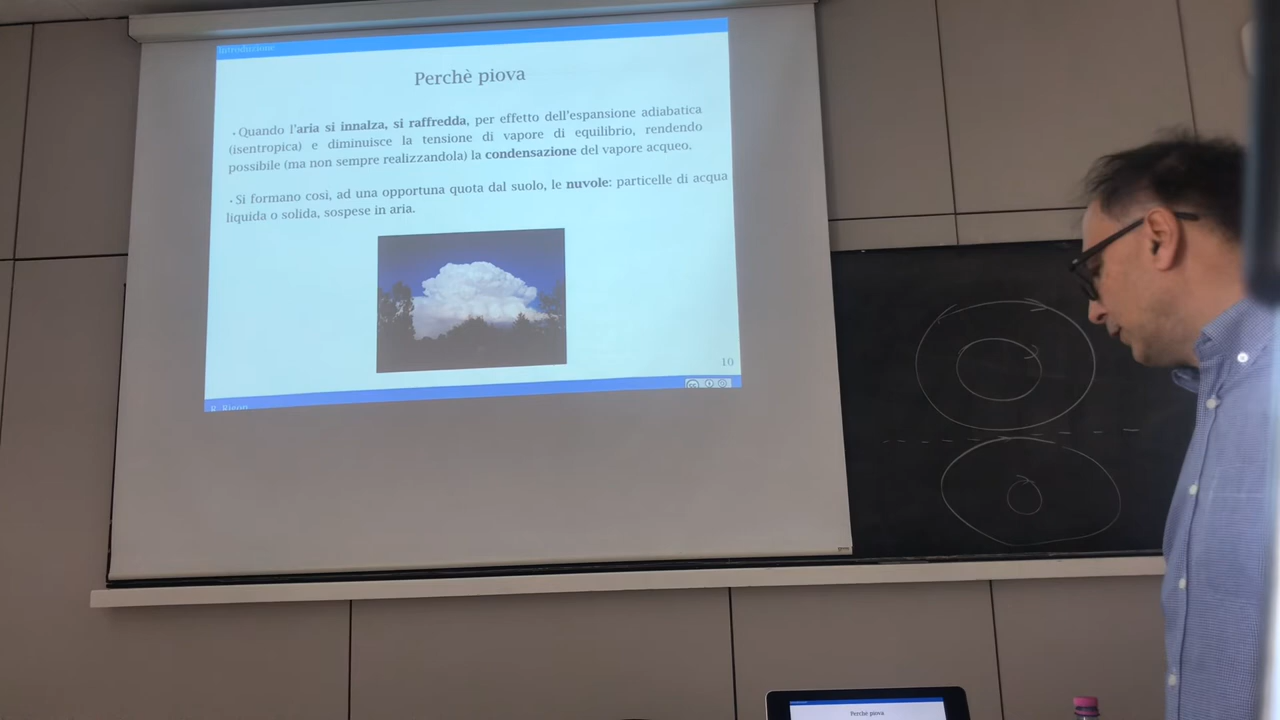 Introduzione
Perchè piova
• Quando l'aria si innalza, si raffredda, per effetto dell'espansione adiabatica
(isentropica) e diminuisce la tensione di vapore di equilibrio, rendendo
possibile (ma non sempre realizzandola) la condensazione del vapore acqueo.
• Si formano così, ad una opportuna quota dal suolo, le nuvole: particelle di acqua
liquida o solida, sospese in aria.
10
R. Rigon
Perchè piova